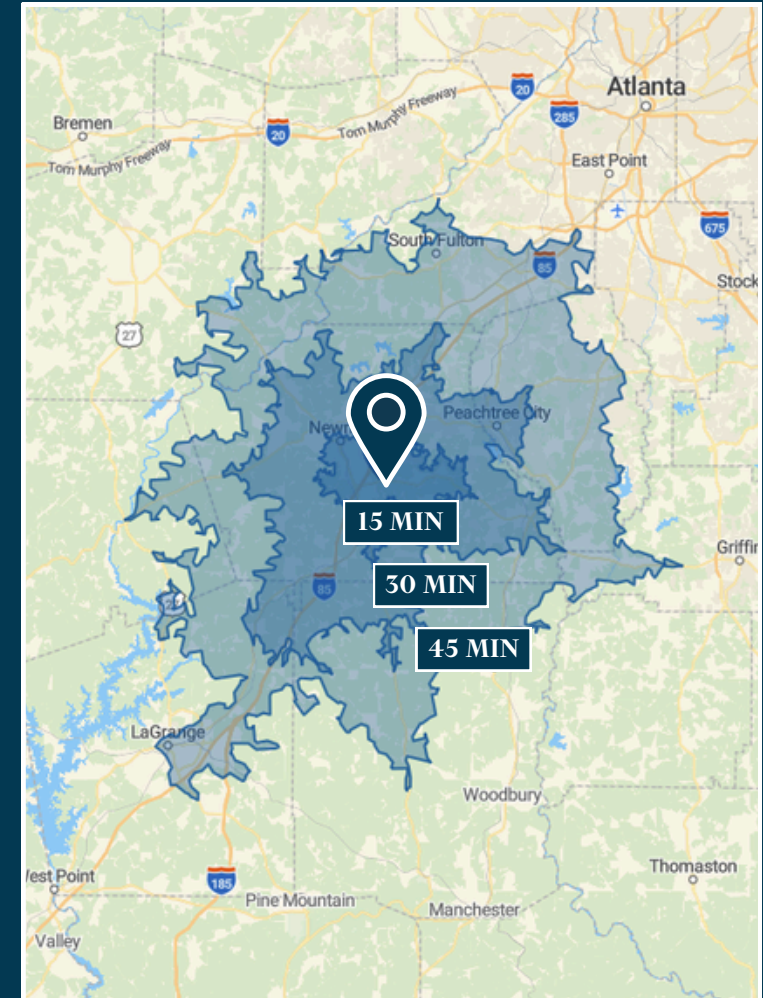 Atlanta
20
285
Bremen
20
Tom Murphy Freeway
East Point
Tom Murphy Freeway
675
South Fulton
85
Stock
27
Peachtree City
Newn
15 MIN
Griffin
30 MIN
85
45 MIN
LaGrange
Woodbury
Thomaston
West Point
185
Pine Mountain
Manchester
Valley